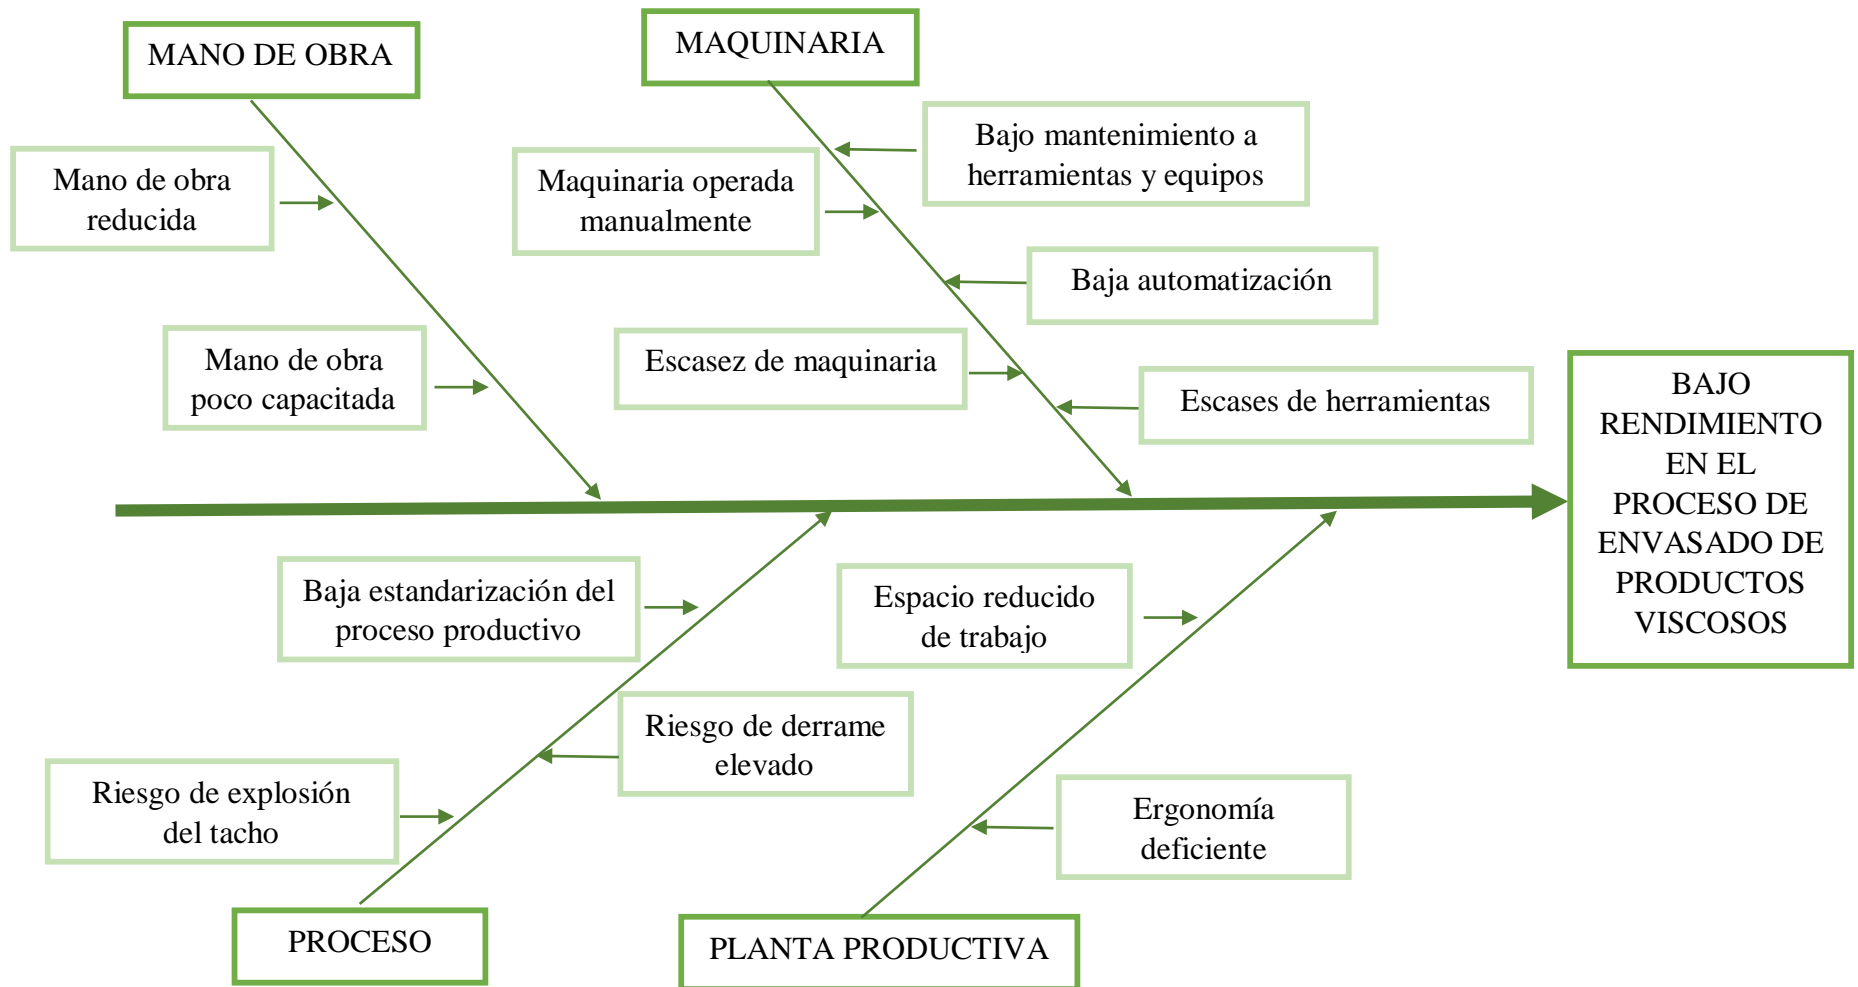 MANO DE OBRA
MAQUINARIA
Mano de obra
reducida
Mano de obra
poco capacitada
Bajo mantenimiento a
herramientas y equipos
Maquinaria operada
manualmente
Baja automatización
Escasez de maquinaria
Escases de herramientas
BAJO
RENDIMIENTO
EN EL
PROCESO DE
ENVASADO DE
PRODUCTOS
VISCOSOS
Baja estandarización del
proceso productivo
Riesgo de derrame
elevado
Riesgo de explosión
del tacho
Espacio reducido
de trabajo
Ergonomía
deficiente
PROCESO
PLANTA PRODUCTIVA